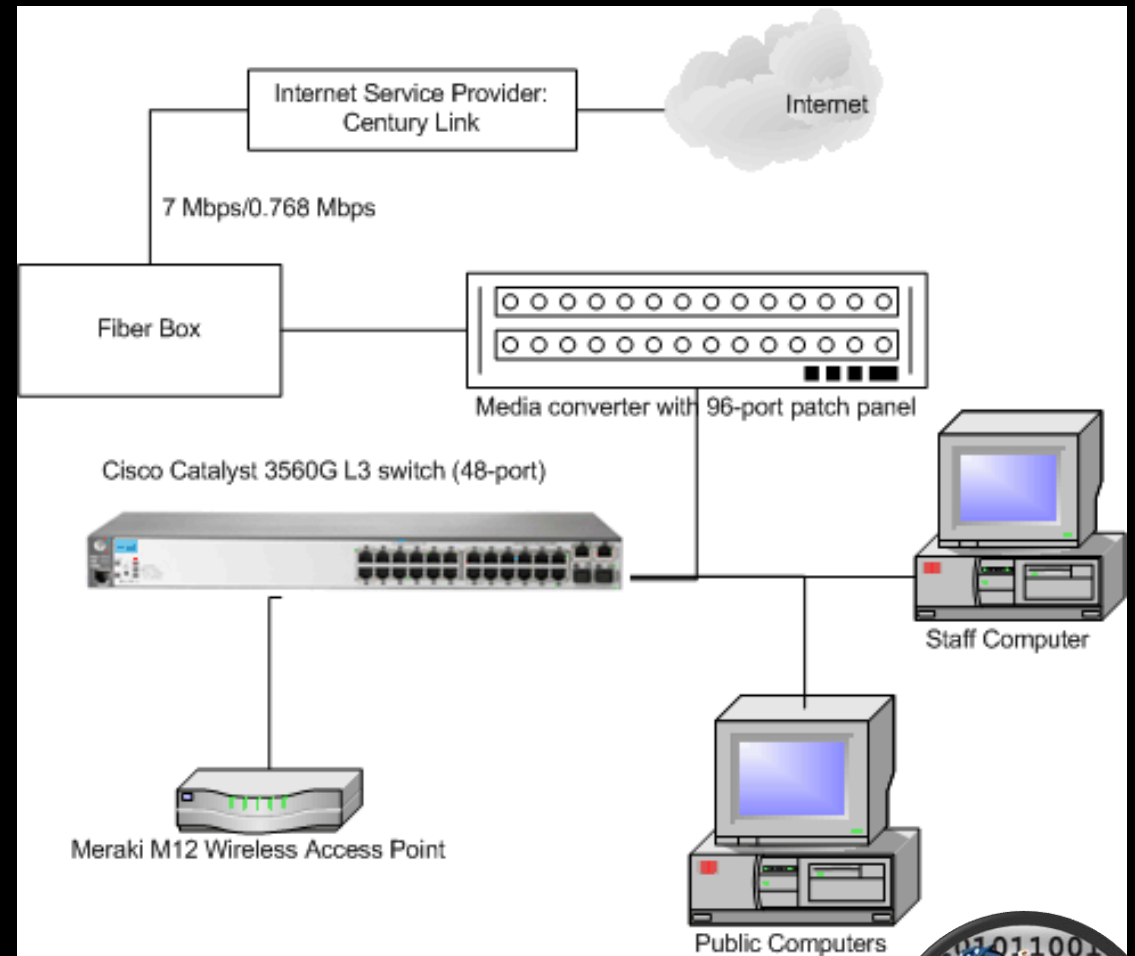 Internet Service Provider:
Century Link
Internet
7 Mbps/0.768 Mbps
Fiber Box
Media converter with 96-port patch panel
Cisco Catalyst 3560G L3 switch (48-port)
Staff Computer
Meraki M12 Wireless Access Point
Public Computers